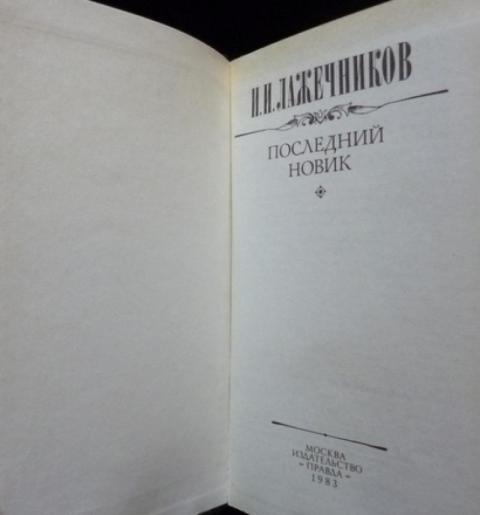 И.И.ЛАЖЕЧНИКОВ
ПОСЛЕДНИЙ
НОВИК
МОСКВА
ИЗДАТЕЛЬСТВО
«ПРАВДА»
1983